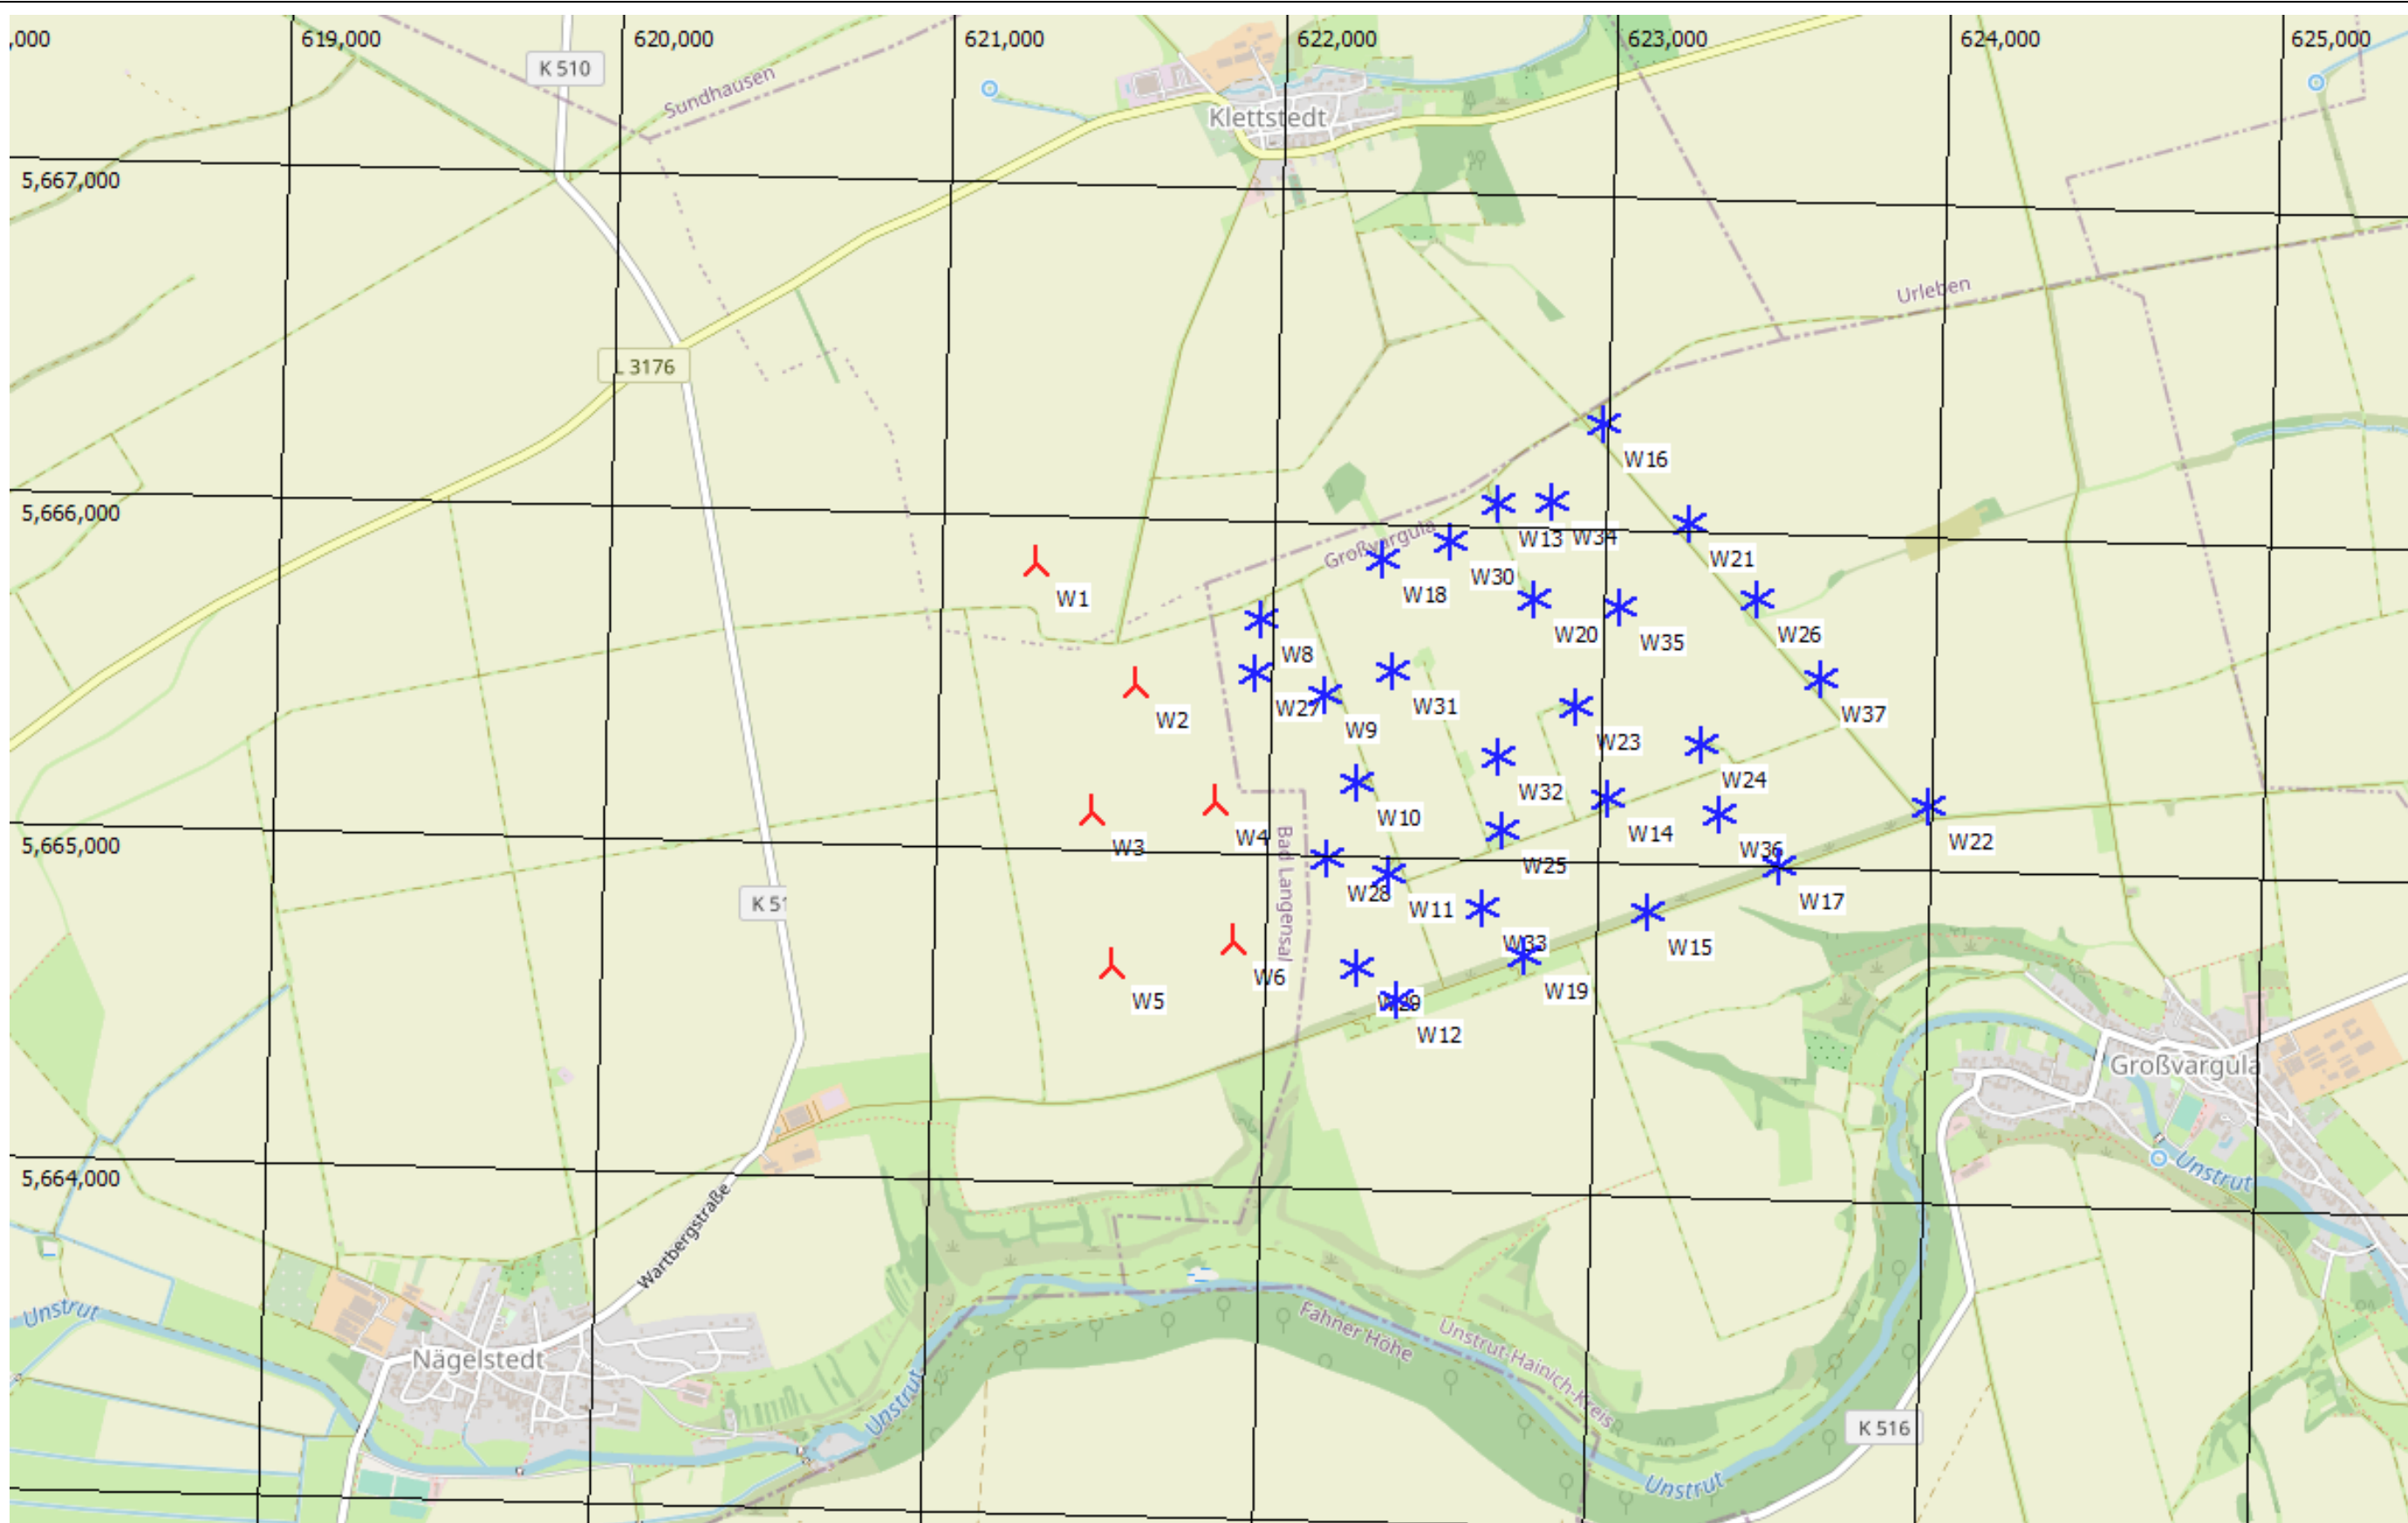 ,000
619,000
620,000
621,000
622,000
623,000
624,000
625,000
K 510
Sundhausen
Klettstedt
5,667,000
Urleben
L 3176
W16
5,666,000
Großvargula
W13
W34
W21
W30
W18
W1
W20
W35
W26
W8
W2
W27
W9
W31
W37
W23
W32
W24
W10
W14
W4
W3
5,665,000
W36
W22
W25
Bad Langensal
W28
W11
K 51
W17
W33
W15
W6
W5
W29
W19
W12
Großvargula
5,664,000
Unstrut
Wartbergstraße
Unstrut
Nägelstedt
Fahner Höhe
Unstrut-Hainich-Kreis
Unstrut
K 516
Unstrut